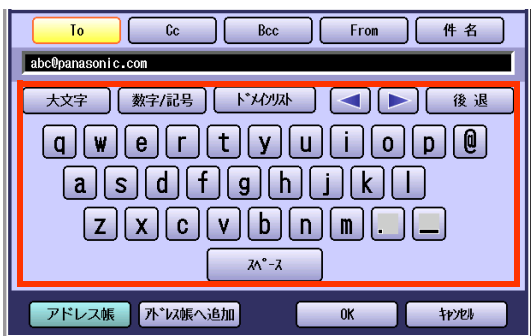 To Cc Bcc From 件 名
abc@panasonic.com
大文字 数字/記号 ﾄﾞﾒｲﾝﾘｽﾄ 後 退
q w e r t y u i o p @
a s d f g h j k l
z x c v b n m . _
ｽﾍﾟｰｽ
アドレス帳 ｱﾄﾞﾚｽ帳へ追加 OK ｷｬﾝｾﾙ